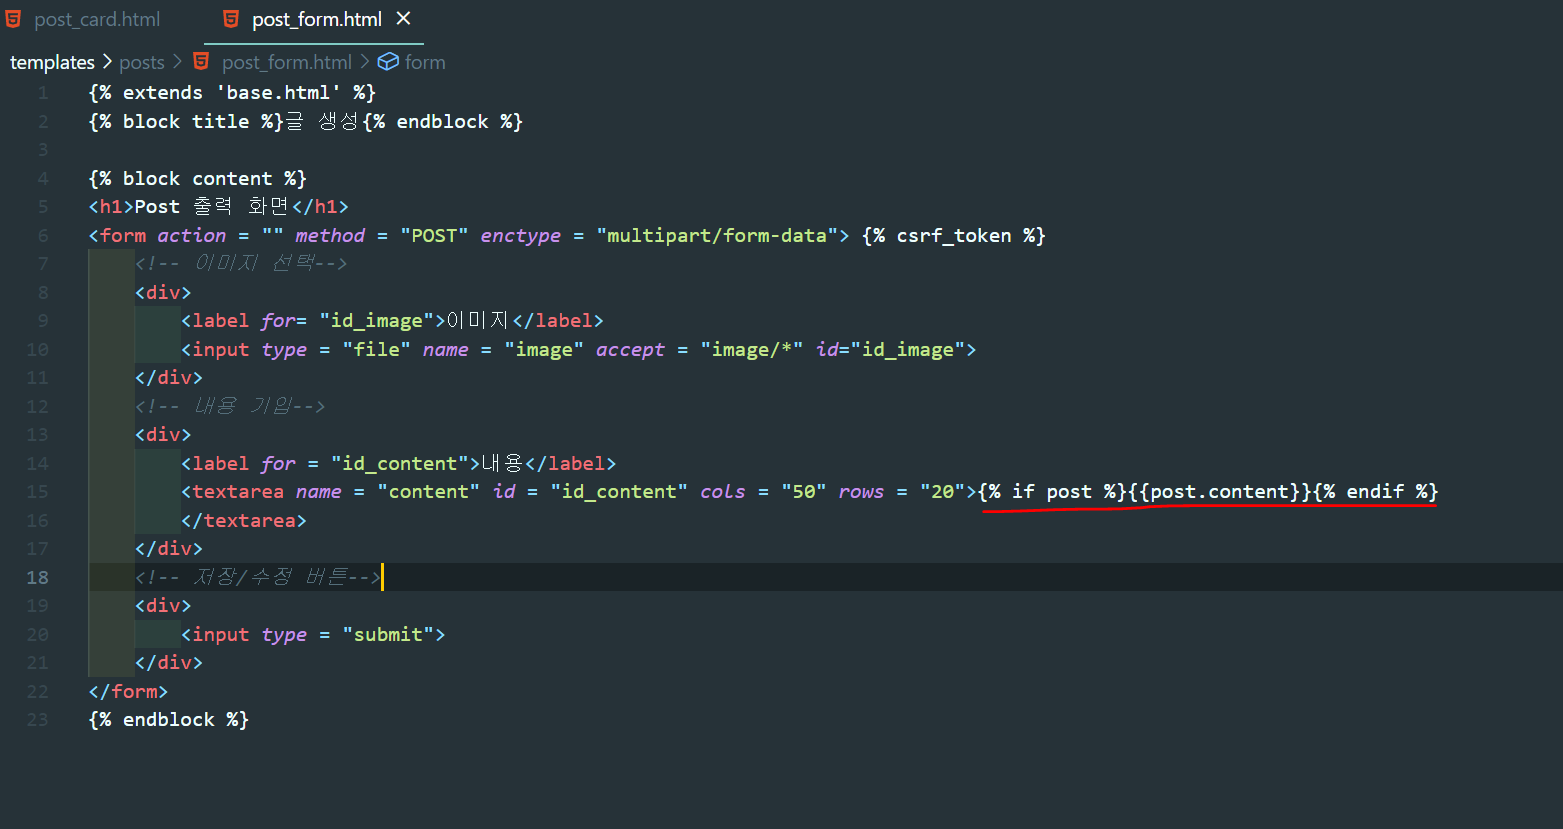 post_card.html post_form.html ×
templates > posts > post_form.html > form
1 {% extends 'base.html' %}
2 {% block title %}글 생성{% endblock %}
3
4 {% block content %}
5 <h1>Post 출력 화면</h1>
6 <form action = "" method = "POST" enctype = "multipart/form-data"> {% csrf_token %}
7 <!-- 이미지 선택-->
8 <div>
9 <label for= "id_image">이미지</label>
10 <input type = "file" name = "image" accept = "image/*" id="id_image">
11 </div>
12 <!-- 내용 기입-->
13 <div>
14 <label for = "id_content">내용</label>
15 <textarea name = "content" id = "id_content" cols = "50" rows = "20">{% if post %}{{post.content}}{% endif %}
16 </textarea>
17 </div>
18 <!-- 저장/수정 버튼-->
19 <div>
20 <input type = "submit">
21 </div>
22 </form>
23 {% endblock %}